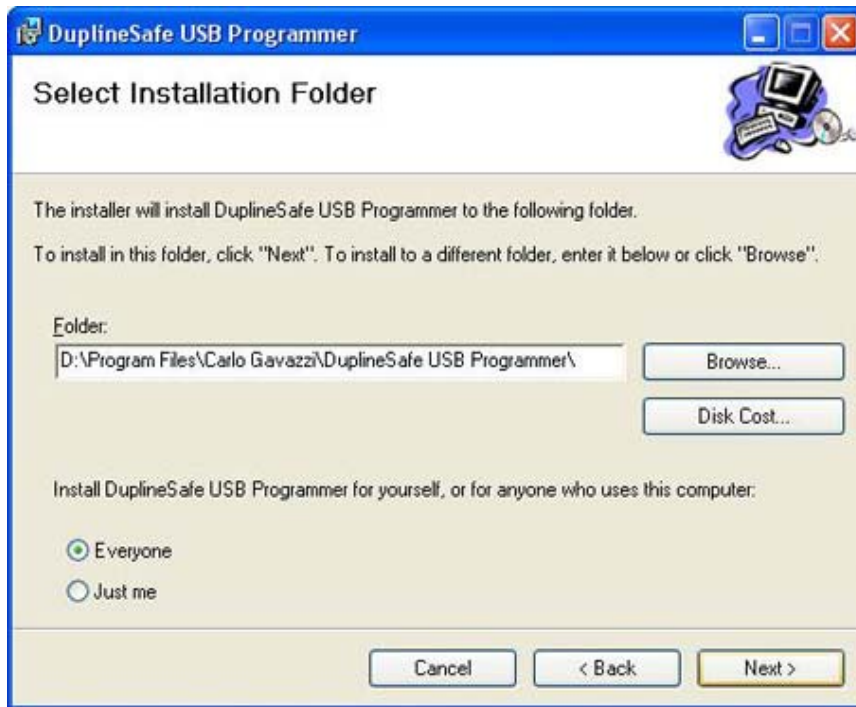 DuplineSafe USB Programmer
Select Installation Folder
The installer will install DuplineSafe USB Programmer to the following folder.
To install in this folder, click "Next". To install to a different folder, enter it below or click "Browse".
Folder:
D:\Program Files\Carlo Gavazzi\DuplineSafe USB Programmer\
Browse...
Disk Cost...
Install DuplineSafe USB Programmer for yourself, or for anyone who uses this computer:
Everyone
Just me
Cancel
< Back
Next >